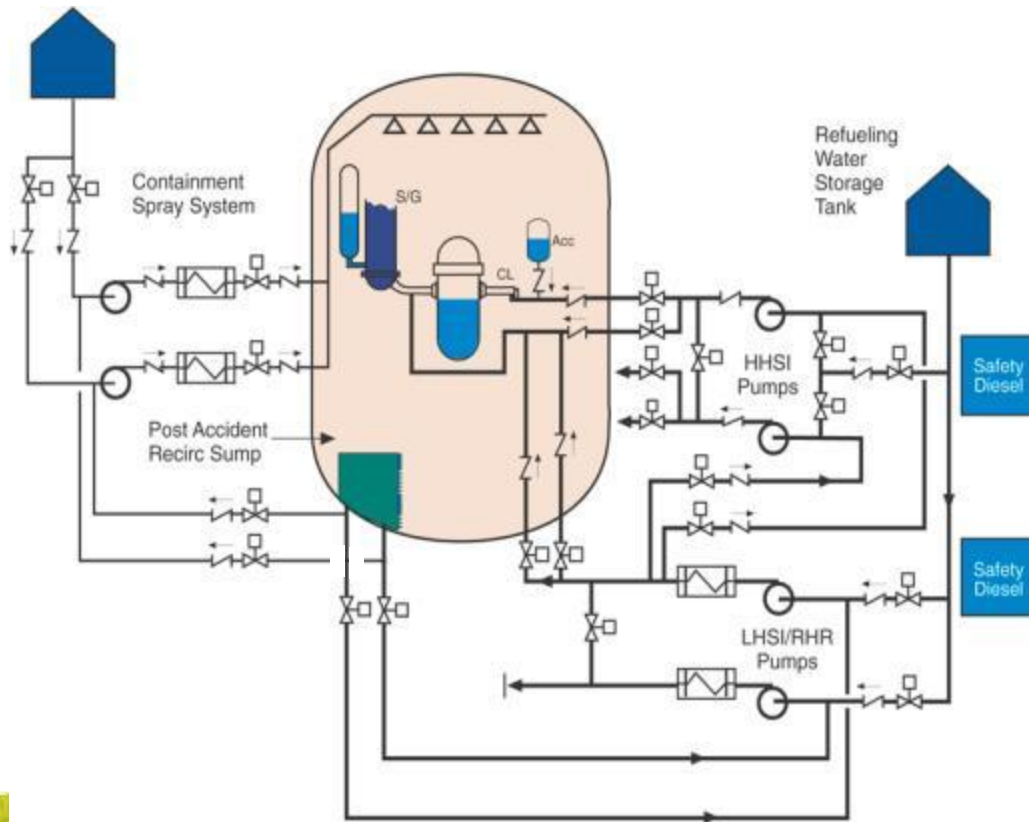 Containment
Spray System
S/G
Acc
CL
Refueling
Water
Storage
Tank
HHSI
Pumps
Safety
Diesel
Post Accident
Recirc Sump
Safety
Diesel
LHSI/RHR
Pumps